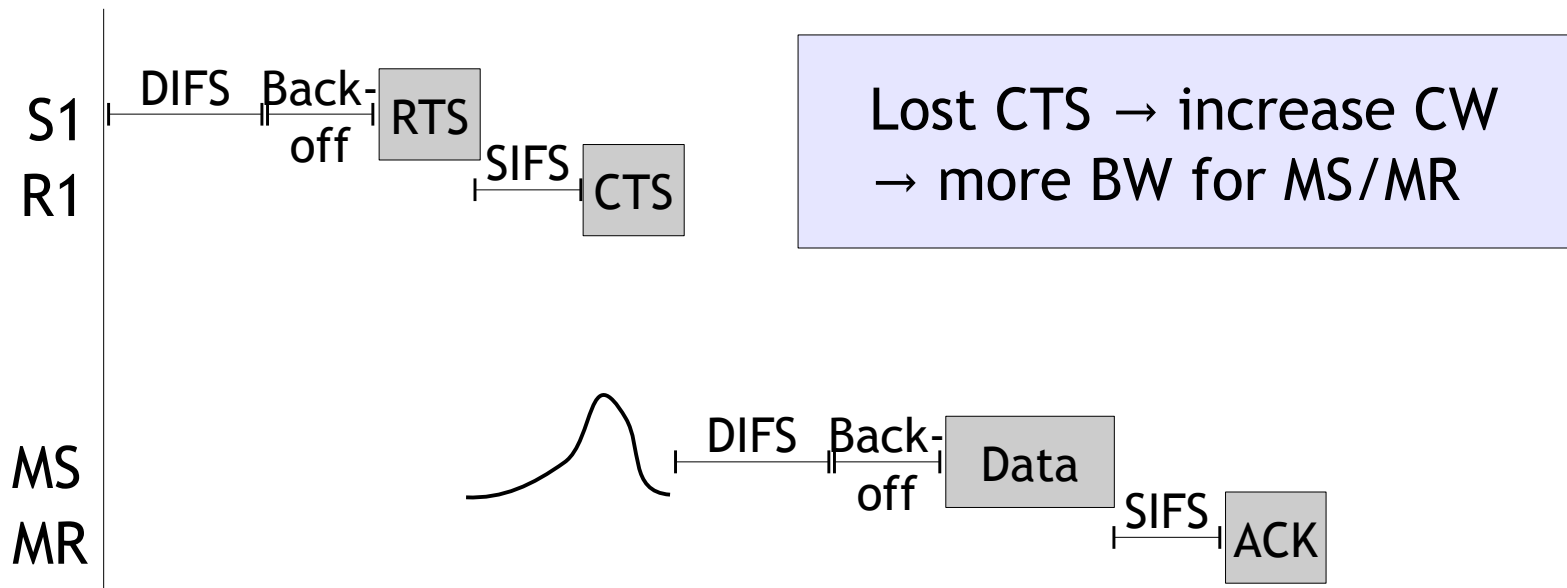 S1
DIFS
Back-
off
RTS
R1
SIFS
CTS
Lost CTS → increase CW
→ more BW for MS/MR
MS
DIFS
Back-
off
Data
MR
SIFS
ACK